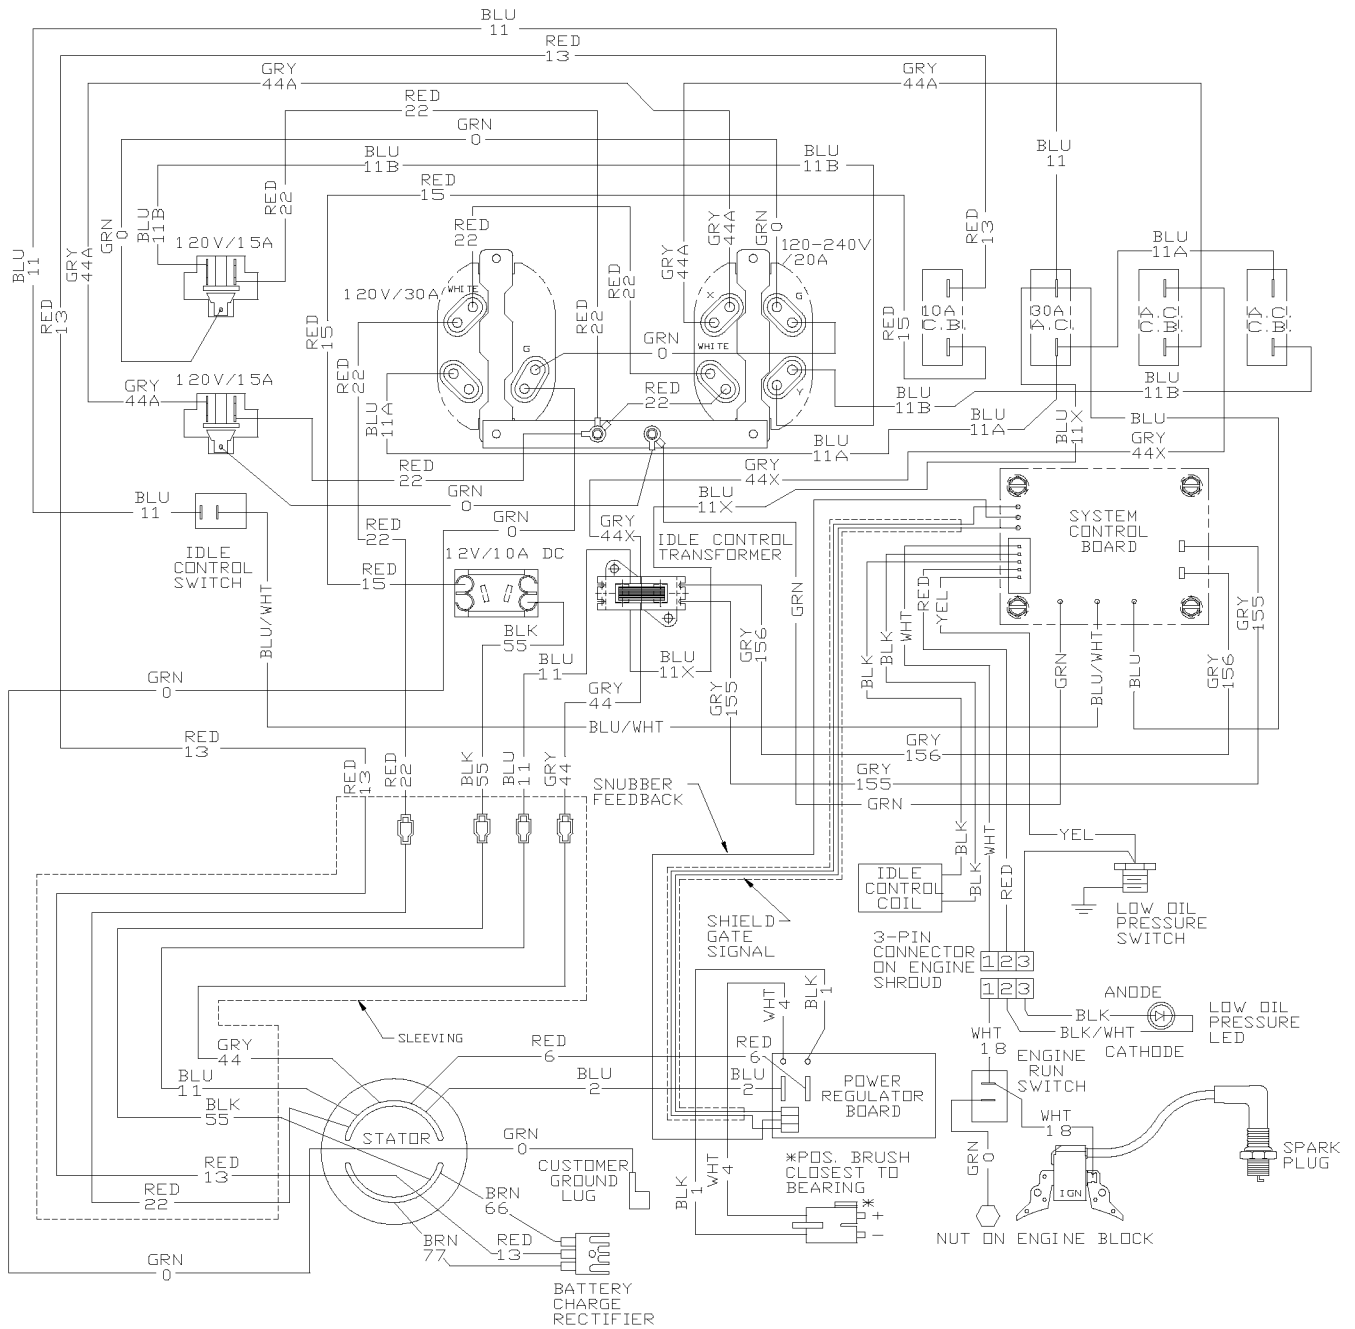 BLU
11
RED
13
GRY
44A
GRY
44A
RED
22
GRN
0
BLU
11B
BLU
11B
BLU
11
RED
15
RED
22
BLU
11
GRY
44A
GRN
0
BLU
11B
RED
22
GRY
44A
GRY
44A
GRN
0
RED
13
BLU
11A
120V/15A
120-240V
/20A
RED
13
RED
15
120V/30A
WHITE
RED
22
RED
22
X
G
RED
15
10A
C.B.
30A
A.C.
A.C.
C.B.
A.C.
C.B.
WHITE
G
GRN
0
RED
22
120V/15A
GRY
44A
BLU
11A
RED
22
Y
BLU
11B
BLU
11B
BLU
11A
BLU
11X
BLU
GRY
44X
BLU
11A
RED
22
GRY
44X
GRN
0
BLU
11X
BLU
11
IDLE
CONTROL
SWITCH
RED
22
GRN
0
GRY
44X
IDLE CONTROL
TRANSFORMER
SYSTEM
CONTROL
BOARD
12V/10A DC
RED
15
BLU/WHT
BLK
55
BLU
11
BLU
11X
GRY
44
GRY
156
GRY
155
GRN
BLK
BLK
WHT
RED
YEL
GRN
BLU/WHT
BLU
GRY
156
GRY
155
GRN
0
BLU/WHT
RED
13
GRY
156
GRY
155
GRN
RED
13
RED
22
BLK
55
BLU
11
GRY
44
SNUBBER
FEEDBACK
BLK
BLK
WHT
RED
YEL
IDLE
CONTROL
COIL
LOW OIL
PRESSURE
SWITCH
SHIELD
GATE
SIGNAL
3-PIN
CONNECTOR
ON ENGINE
SHROUD
1 2 3
1 2 3
ANODE
BLK
BLK/WHT
CATHODE
LOW OIL
PRESSURE
LED
SLEEVING
WHT
4
BLK
1
WHT
18
ENGINE
RUN
SWITCH
GRY
44
RED
6
RED
6
BLU
11
BLU
2
BLU
2
POWER
REGULATOR
BOARD
BLK
55
STATOR
GRN
0
CUSTOMER
GROUND
LUG
WHT
18
GRN
0
SPARK
PLUG
RED
13
RED
22
BRN
66
WHT
4
BLK
1
*POS. BRUSH
CLOSEST TO
BEARING
*
+
-
IGN
NUT ON ENGINE BLOCK
BRN
77
RED
13
GRN
0
BATTERY
CHARGE
RECTIFIER